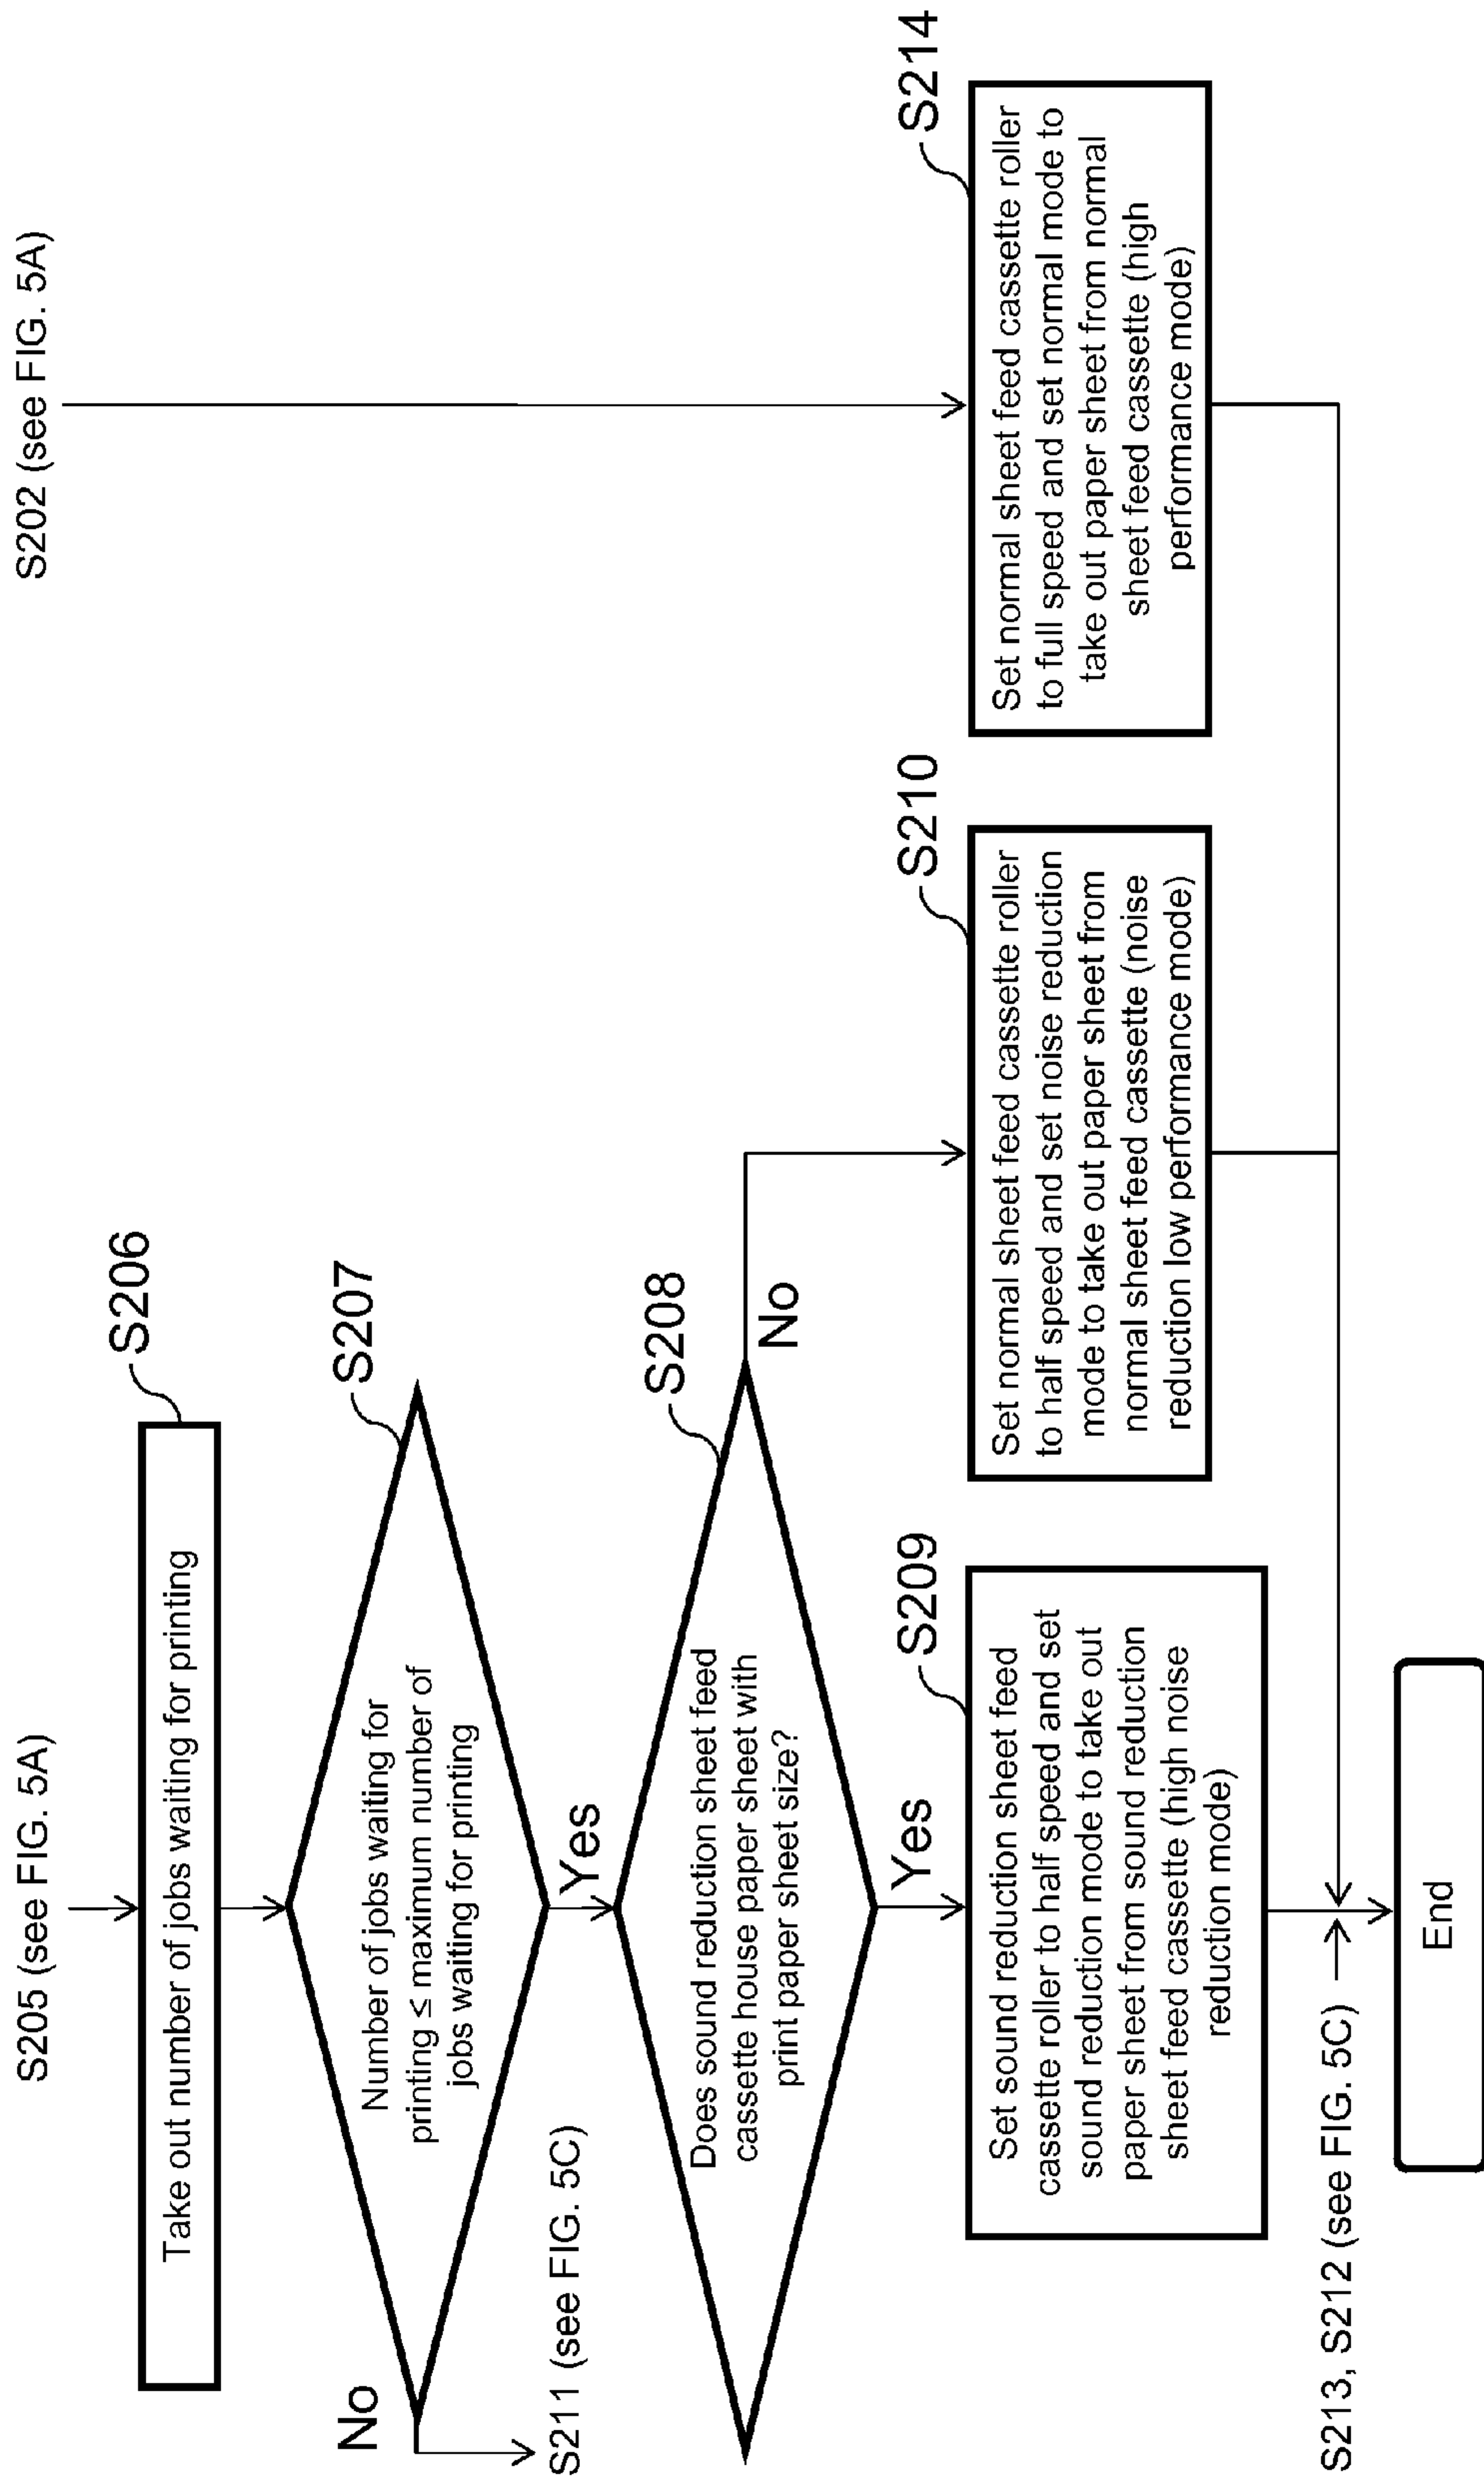 S205 (see FIG. 5A)
S202 (see FIG. 5A)
S206
Take out number of jobs waiting for printing
S207
Number of jobs waiting for
printing ≤ maximum number of
jobs waiting for printing
No
Yes
S211 (see FIG. 5C)
S208
Does sound reduction sheet feed
cassette house paper sheet with
print paper sheet size?
No
Yes
S209
Set sound reduction sheet feed
cassette roller to half speed and set
sound reduction mode to take out
paper sheet from sound reduction
sheet feed cassette (high noise
reduction mode)
S210
Set normal sheet feed cassette roller
to half speed and set noise reduction
mode to take out paper sheet from
normal sheet feed cassette (noise
reduction low performance mode)
S214
Set normal sheet feed cassette roller
to full speed and set normal mode to
take out paper sheet from normal
sheet feed cassette (high
performance mode)
S213, S212 (see FIG. 5C)
End